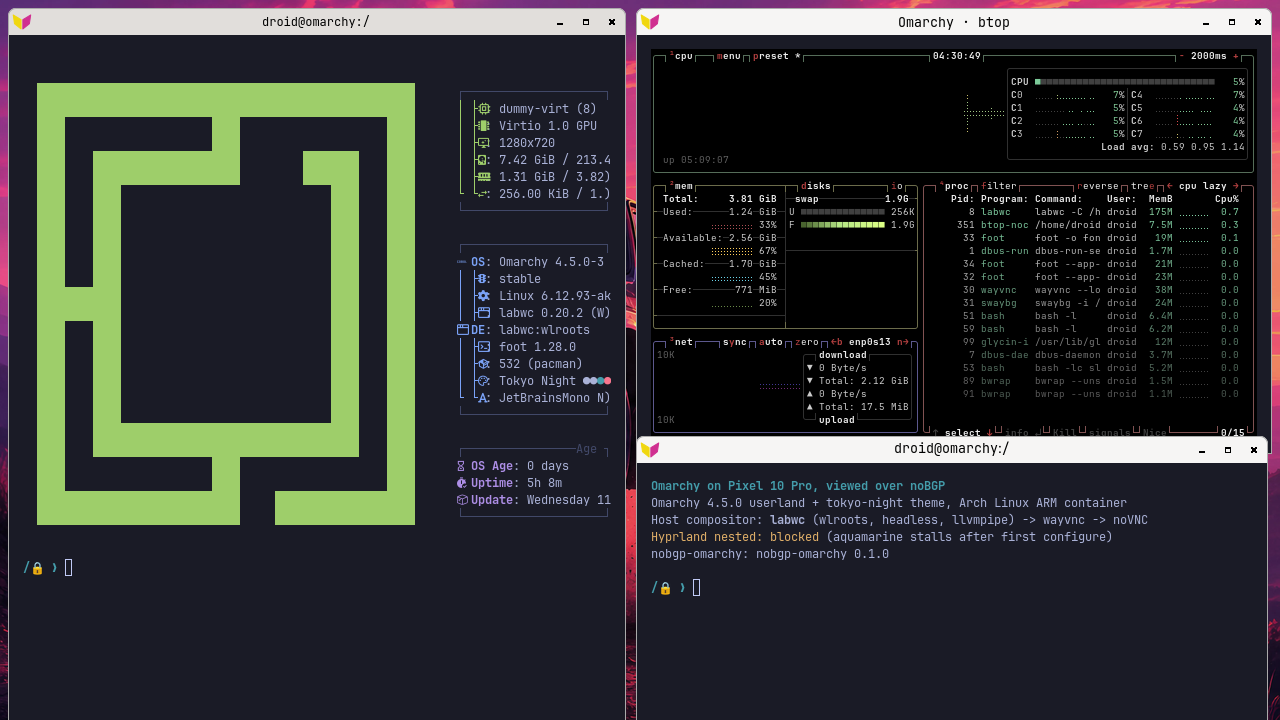 droid@omarchy:/
dummy-virt (8)
Virtio 1.0 GPU
1280x720
: 7.42 GiB / 213.4
: 1.31 GiB / 3.82)
: 256.00 KiB / 1.)
OS: Omarchy 4.5.0-3
: stable
: Linux 6.12.93-ak
: labwc 0.20.2 (W)
DE: labwc:wlroots
: foot 1.28.0
: 532 (pacman)
: Tokyo Night
: JetBrainsMono N)
Age
OS Age: 0 days
Uptime: 5h 8m
Update: Wednesday 11
/🔒 ❯
Omarchy · btop
¹cpu menu preset * 04:30:49 - 2000ms +
CPU 5%
C0 7% C4 7%
C1 5% C5 4%
C2 5% C6 4%
C3 5% C7 4%
Load avg: 0.59 0.95 1.14
up 05:09:07
²mem disks io
Total: 3.81 GiB
Used: 1.24 GiB
33%
Available: 2.56 GiB
67%
Cached: 1.70 GiB
45%
Free: 771 MiB
20%
swap 1.9G
U 256K
F 1.9G
³net sync auto zero ←b enp0s13 n→
10K
download
▼ 0 Byte/s
▼ Total: 2.12 GiB
▲ 0 Byte/s
▲ Total: 17.5 MiB
upload
10K
⁴proc filter reverse tree ← cpu lazy →
Pid: Program: Command: User: MemB Cpu%
8 labwc labwc -C /h droid 175M 0.7
351 btop-noc /home/droid droid 7.5M 0.3
33 foot foot -o fon droid 19M 0.1
1 dbus-run dbus-run-se droid 1.7M 0.0
34 foot foot --app- droid 21M 0.0
32 foot foot --app- droid 23M 0.0
30 wayvnc wayvnc --lo droid 38M 0.0
31 swaybg swaybg -i / droid 24M 0.0
51 bash bash -l droid 6.4M 0.0
59 bash bash -l droid 6.2M 0.0
99 glycin-i /usr/lib/gl droid 12M 0.0
7 dbus-dae dbus-daemon droid 3.7M 0.0
53 bash bash -lc sl droid 5.2M 0.0
89 bwrap bwrap --uns droid 1.5M 0.0
91 bwrap bwrap --uns droid 1.1M 0.0
↑ select ↓ info ↵ Kill signals Nice 0/15
droid@omarchy:/
Omarchy on Pixel 10 Pro, viewed over noBGP
Omarchy 4.5.0 userland + tokyo-night theme, Arch Linux ARM container
Host compositor: labwc (wlroots, headless, llvmpipe) -> wayvnc -> noVNC
Hyprland nested: blocked (aquamarine stalls after first configure)
nobgp-omarchy: nobgp-omarchy 0.1.0
/🔒 ❯